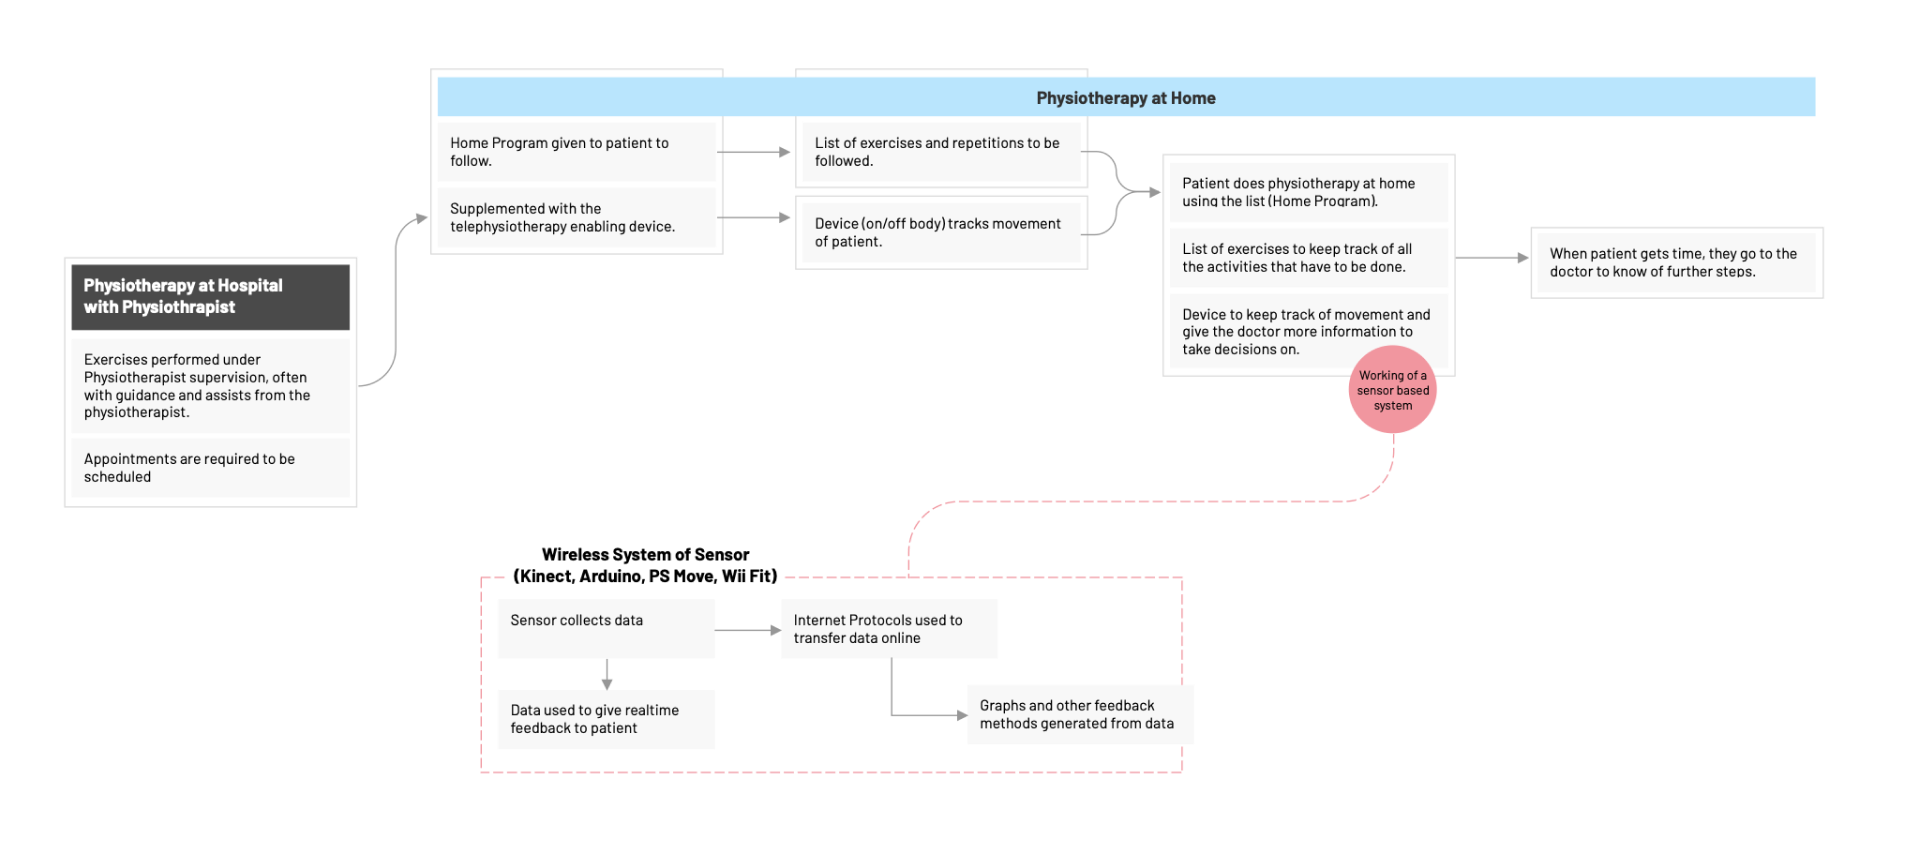 Physiotherapy at Home
Physiotherapy at Hospital
with Physiothrapist
Exercises performed under
Physiotherapist supervision, often
with guidance and assists from the
physiotherapist.
Appointments are required to be
scheduled
Home Program given to patient to
follow.
Supplemented with the
telephysiotherapy enabling device.
List of exercises and repetitions to be
followed.
Device (on/off body) tracks movement
of patient.
Patient does physiotherapy at home
using the list (Home Program).
List of exercises to keep track of all
the activities that have to be done.
Device to keep track of movement and
give the doctor more information to
take decisions on.
Working of a
sensor based
system
When patient gets time, they go to the
doctor to know of further steps.
Wireless System of Sensor
(Kinect, Arduino, PS Move, Wii Fit)
Sensor collects data
Internet Protocols used to
transfer data online
Data used to give realtime
feedback to patient
Graphs and other feedback
methods generated from data